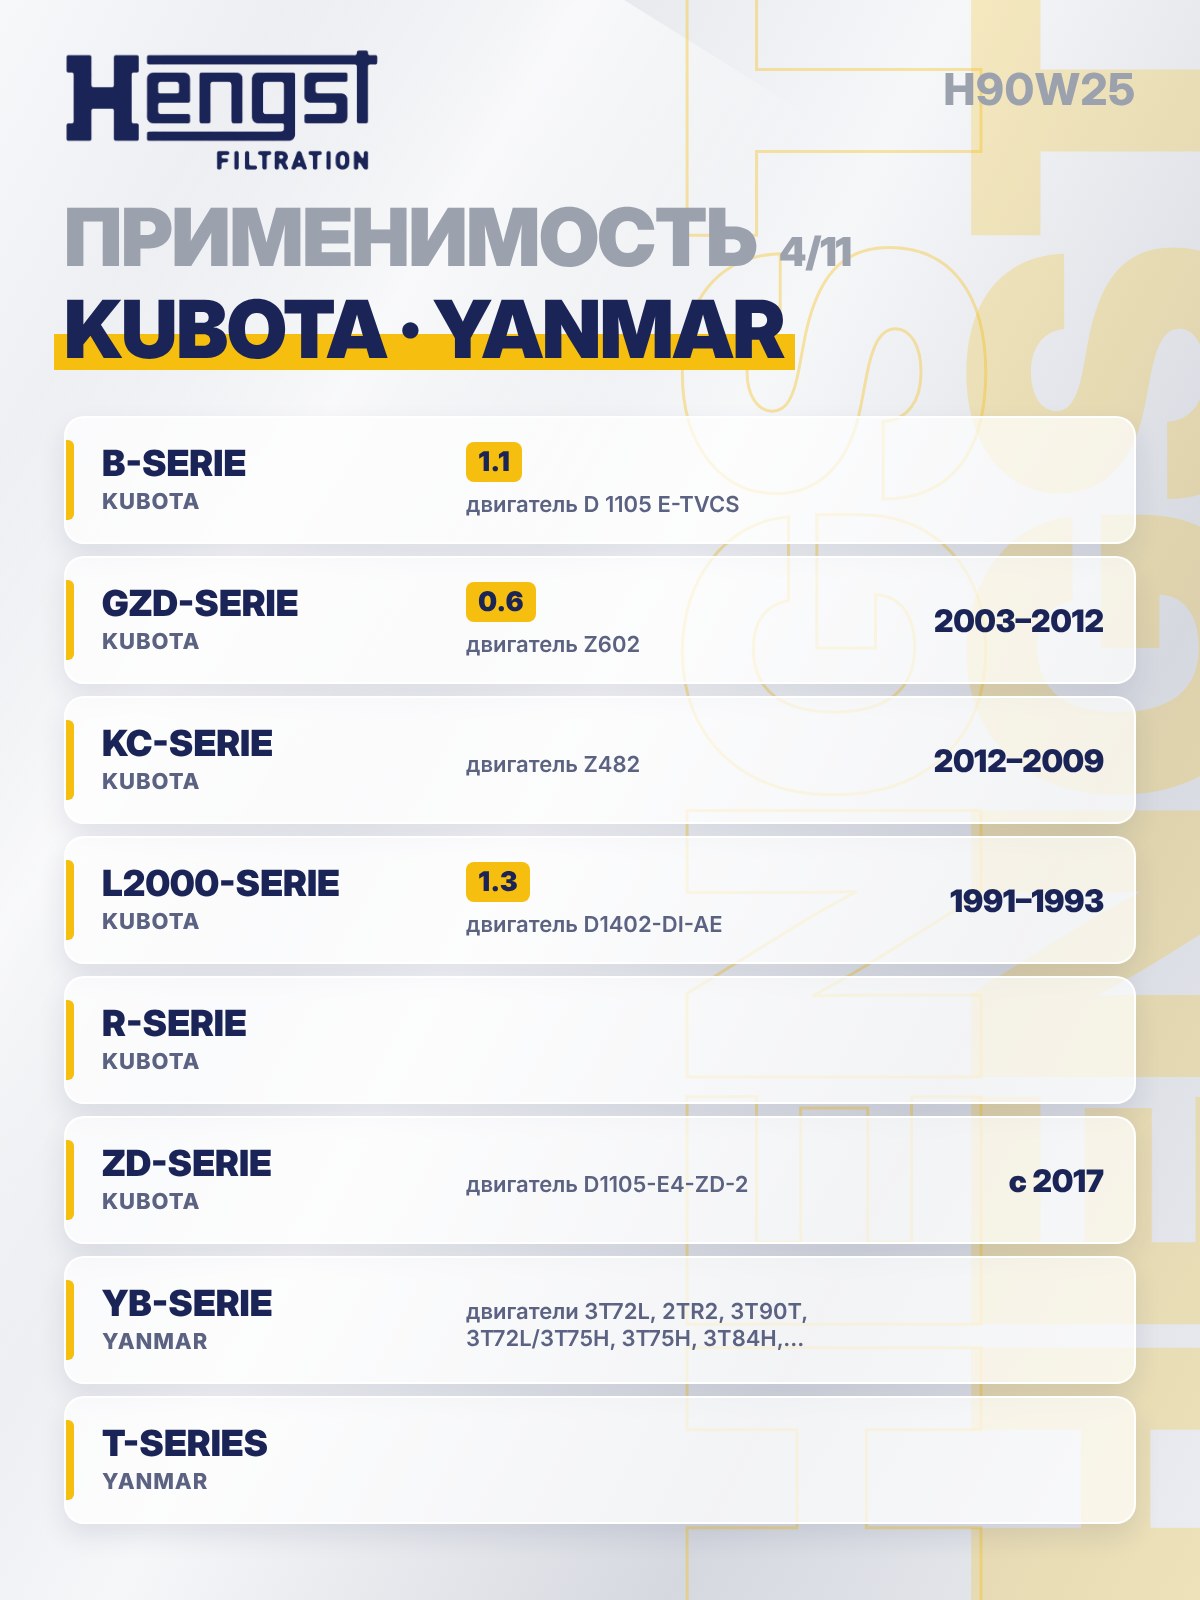 Hengst
FILTRATION
H90W25
ПРИМЕНИМОСТЬ 4/11
KUBOTA · YANMAR
B-SERIE
KUBOTA
1.1
двигатель D 1105 E-TVCS
GZD-SERIE
KUBOTA
0.6
двигатель Z602
2003–2012
KC-SERIE
KUBOTA
двигатель Z482
2012–2009
L2000-SERIE
KUBOTA
1.3
двигатель D1402-DI-AE
1991–1993
R-SERIE
KUBOTA
ZD-SERIE
KUBOTA
двигатель D1105-E4-ZD-2
с 2017
YB-SERIE
YANMAR
двигатели 3T72L, 2TR2, 3T90T,
3T72L/3T75H, 3T75H, 3T84H,...
T-SERIES
YANMAR
HENGST
HENGST